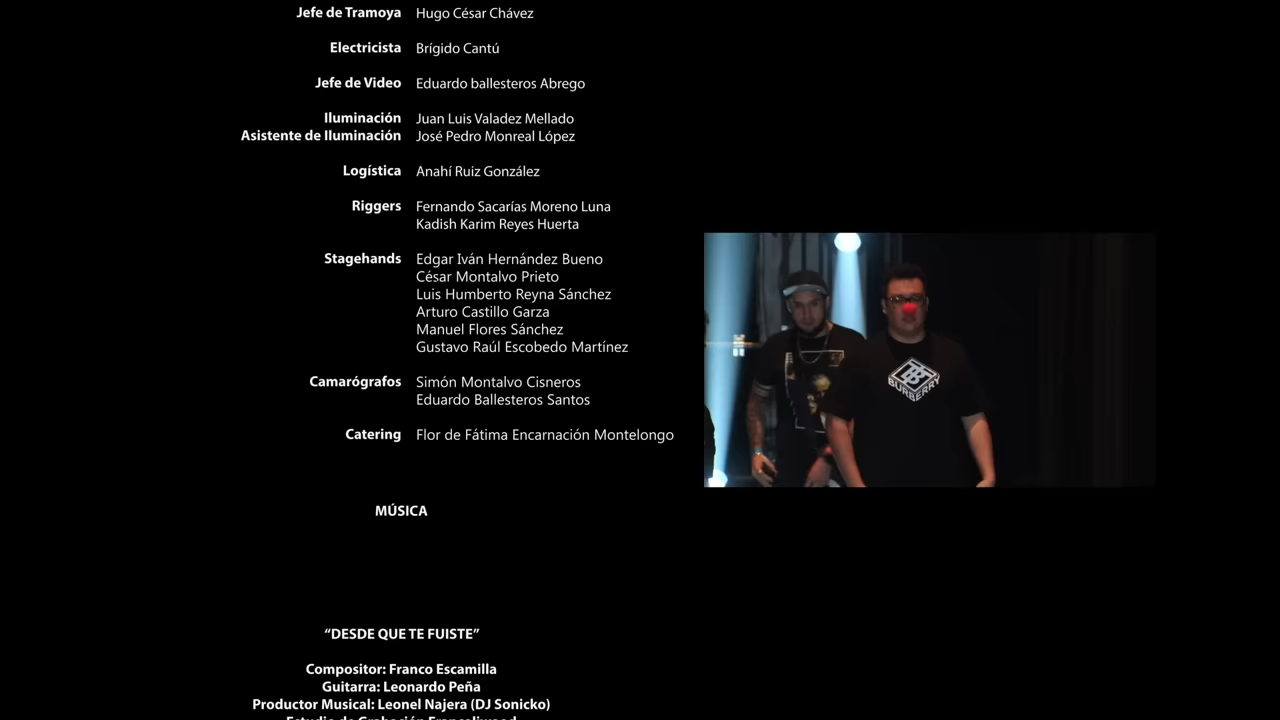 Jefe de Tramoya Hugo César Chávez
Electricista Brígido Cantú
Jefe de Video Eduardo ballesteros Abrego
Iluminación Juan Luis Valadez Mellado
Asistente de Iluminación José Pedro Monreal López
Logística Anahí Ruiz González
Riggers Fernando Sacarías Moreno Luna
Kadish Karim Reyes Huerta
Stagehands Edgar Iván Hernández Bueno
César Montalvo Prieto
Luis Humberto Reyna Sánchez
Arturo Castillo Garza
Manuel Flores Sánchez
Gustavo Raúl Escobedo Martínez
Camarógrafos Simón Montalvo Cisneros
Eduardo Ballesteros Santos
Catering Flor de Fátima Encarnación Montelongo
BURBERRY
MÚSICA
“DESDE QUE TE FUISTE”
Compositor: Franco Escamilla
Guitarra: Leonardo Peña
Productor Musical: Leonel Najera (DJ Sonicko)